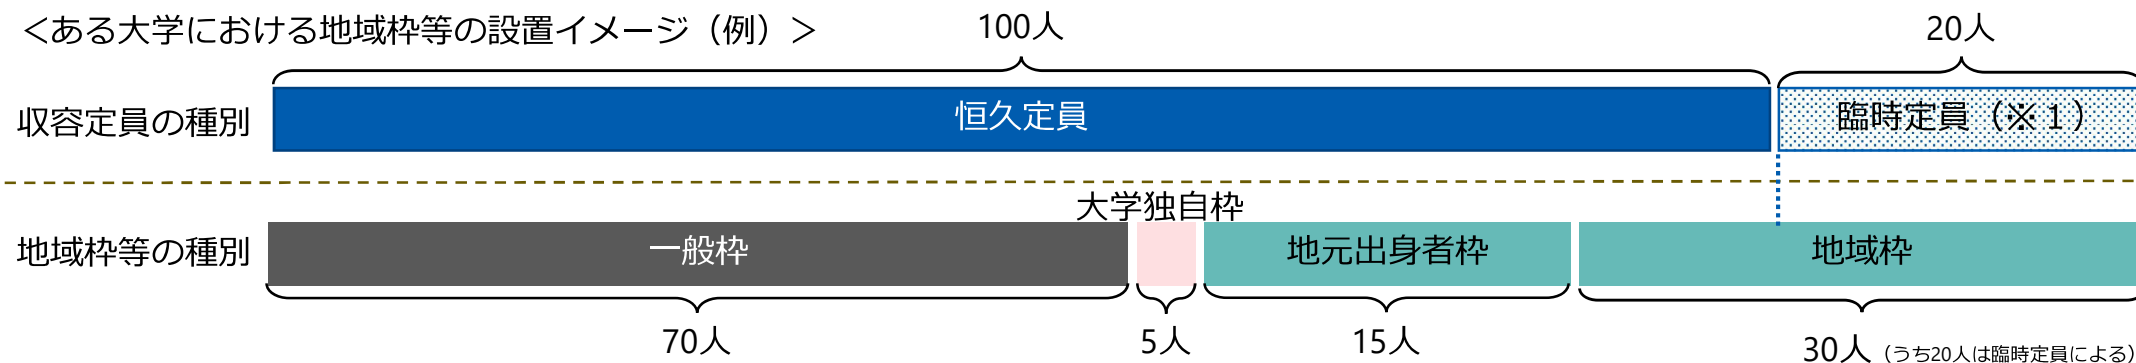 ＜ある大学における地域枠等の設置イメージ（例）＞
100人
20人
収容定員の種別
恒久定員
臨時定員（※１）
大学独自枠
地域枠等の種別
一般枠
地元出身者枠
地域枠
70人
5人
15人
30人（うち20人は臨時定員による）